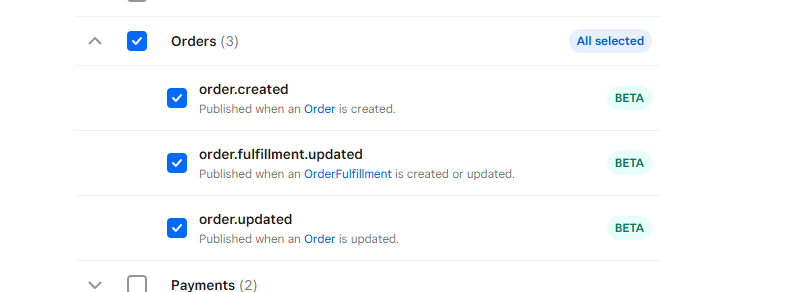 Orders (3)
All selected
order.created
Published when an Order is created.
BETA
order.fulfillment.updated
Published when an OrderFulfillment is created or updated.
BETA
order.updated
Published when an Order is updated.
BETA
Payments (2)